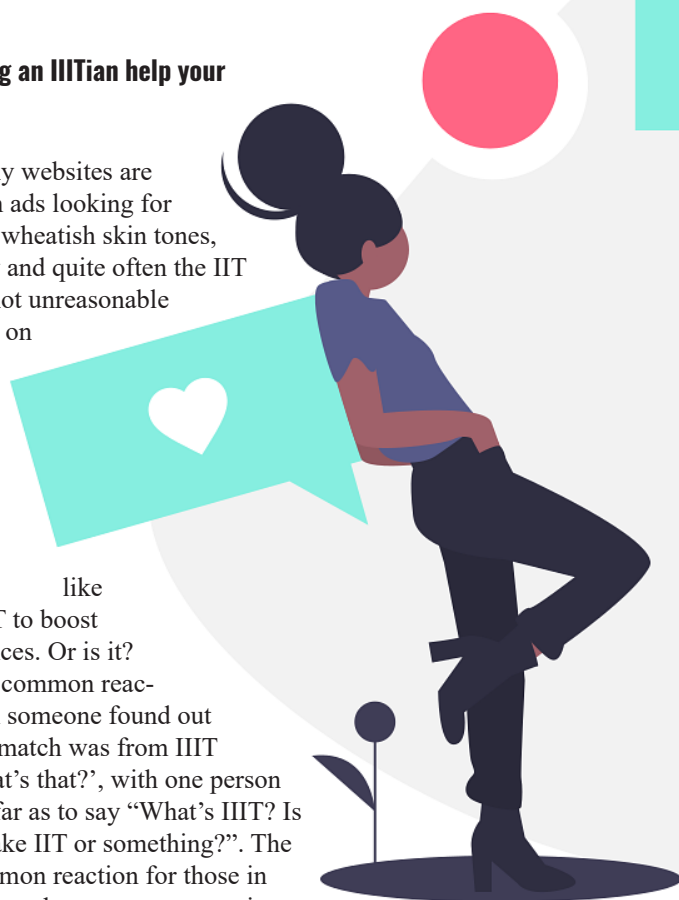 g an IIITian help your
y websites are
n ads looking for
wheatish skin tones,
and quite often the IIT
ot unreasonable
on
like
T to boost
ces. Or is it?
common reac-
someone found out
match was from IIIT
at’s that?’, with one person
far as to say “What’s IIIT? Is
ake IIT or something?”. The
mon reaction for those in